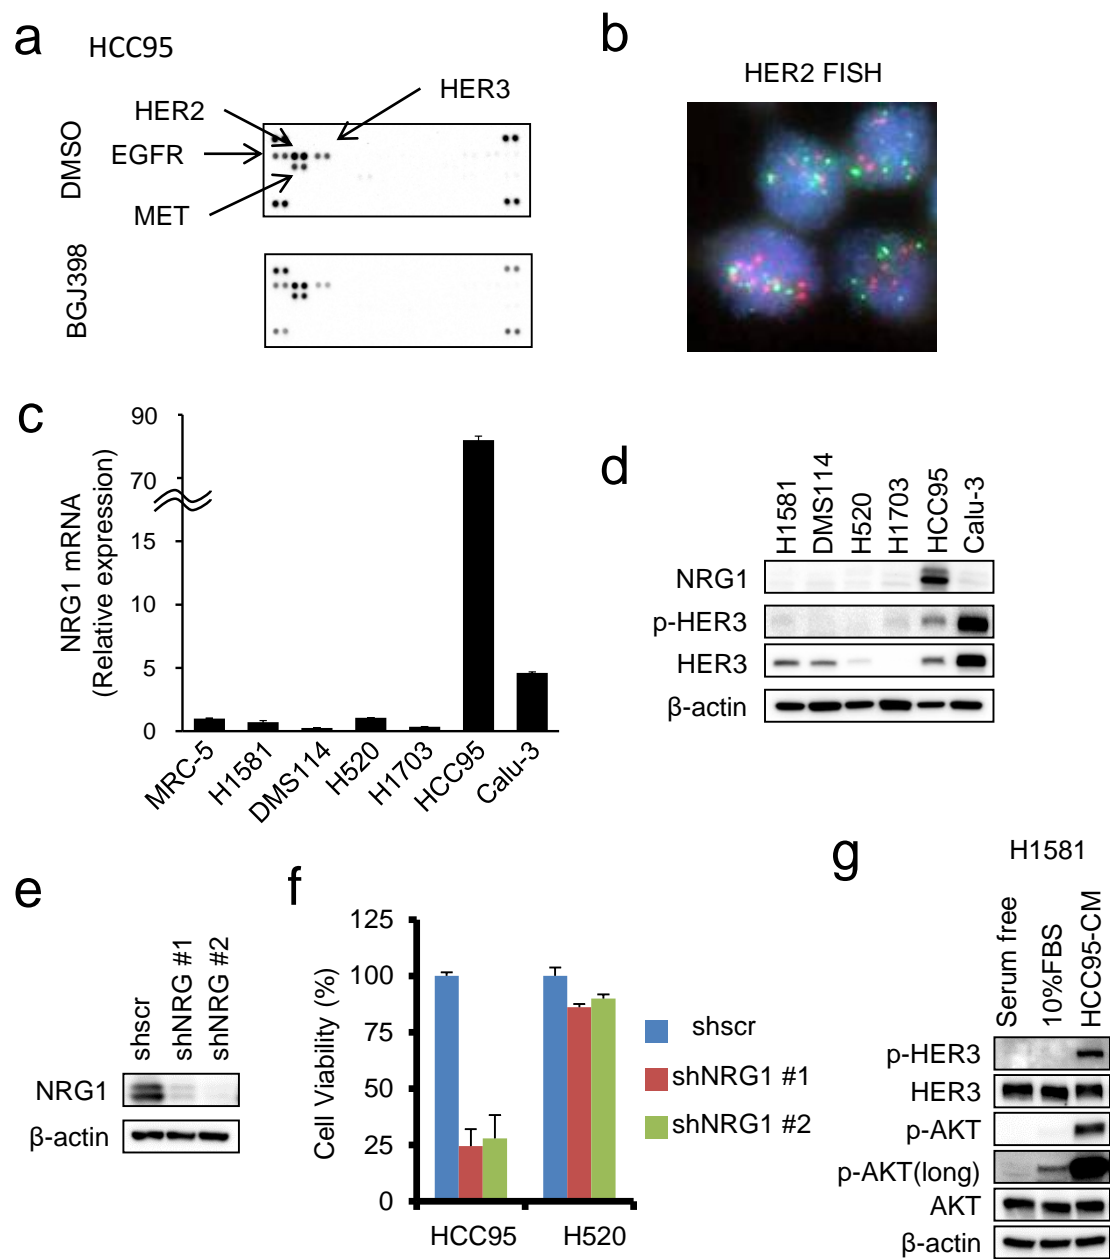 a
HCC95
HER2
HER3
EGFR
MET
DMSO
BGJ398
b
HER2 FISH
c
NRG1 mRNA
(Relative expression)
90
70
15
10
5
0
MRC-5
H1581
DMS114
H520
H1703
HCC95
Calu-3
d
H1581
DMS114
H520
H1703
HCC95
Calu-3
NRG1
p-HER3
HER3
β-actin
e
shscr
shNRG #1
shNRG #2
NRG1
β-actin
f
Cell Viability (%)
125
100
75
50
25
0
HCC95
H520
shscr
shNRG1 #1
shNRG1 #2
g
H1581
Serum free
10%FBS
HCC95-CM
p-HER3
HER3
p-AKT
p-AKT(long)
AKT
β-actin